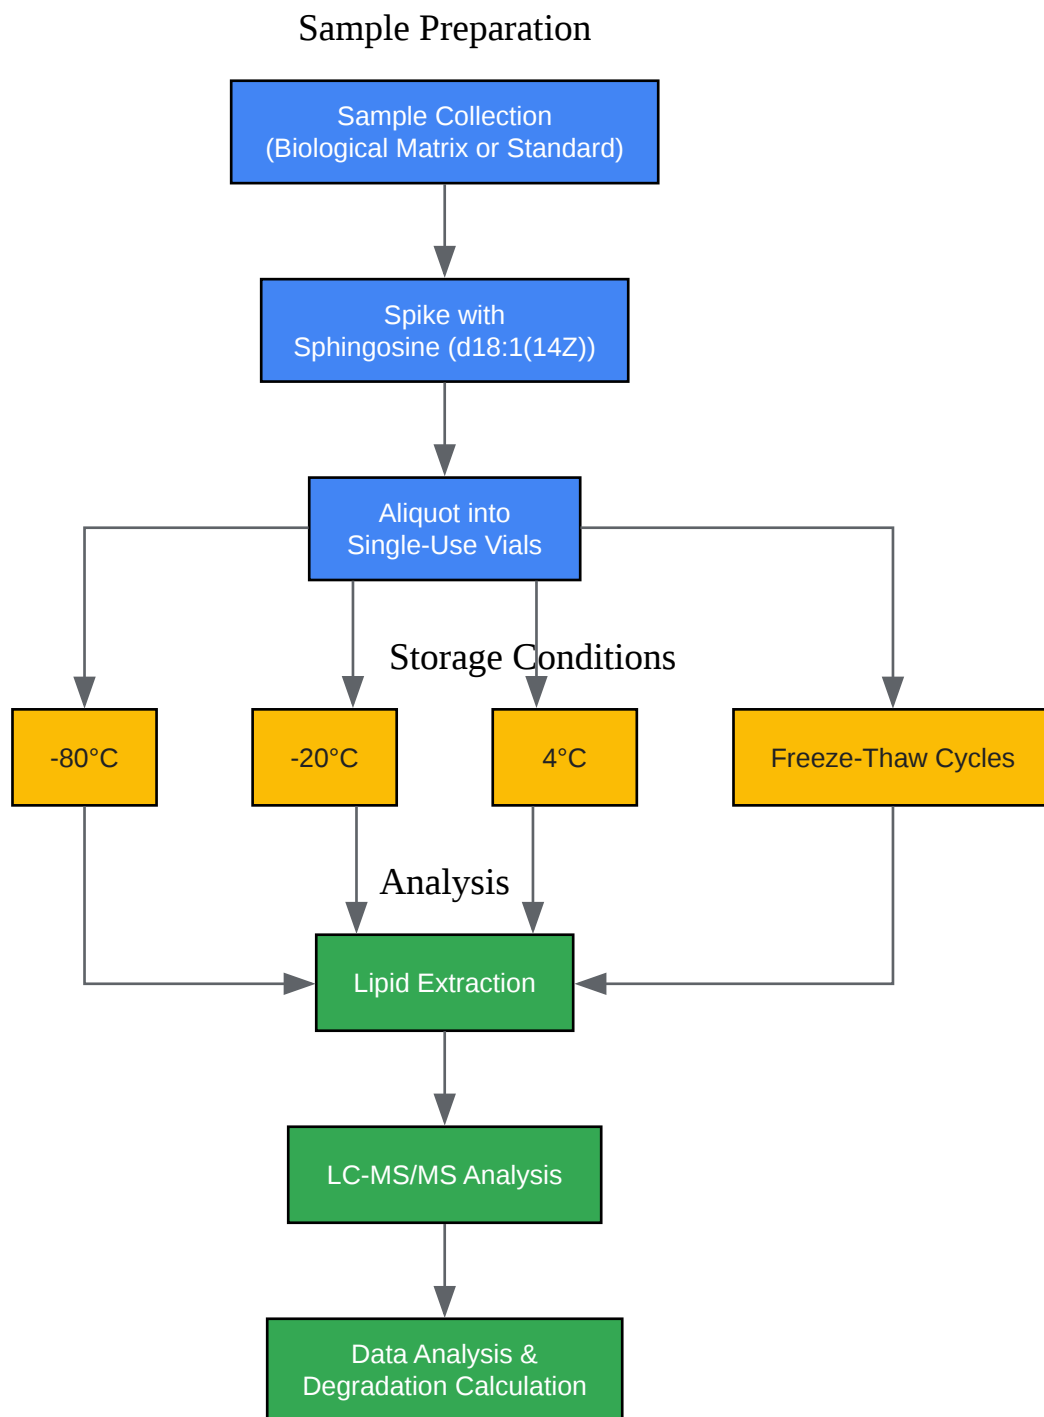 Sample Preparation
Sample Collection
(Biological Matrix or Standard)
Spike with
Sphingosine (d18:1(14Z))
Aliquot into
Single-Use Vials
Storage Conditions
-80°C
-20°C
4°C
Freeze-Thaw Cycles
Analysis
Lipid Extraction
LC-MS/MS Analysis
Data Analysis &
Degradation Calculation